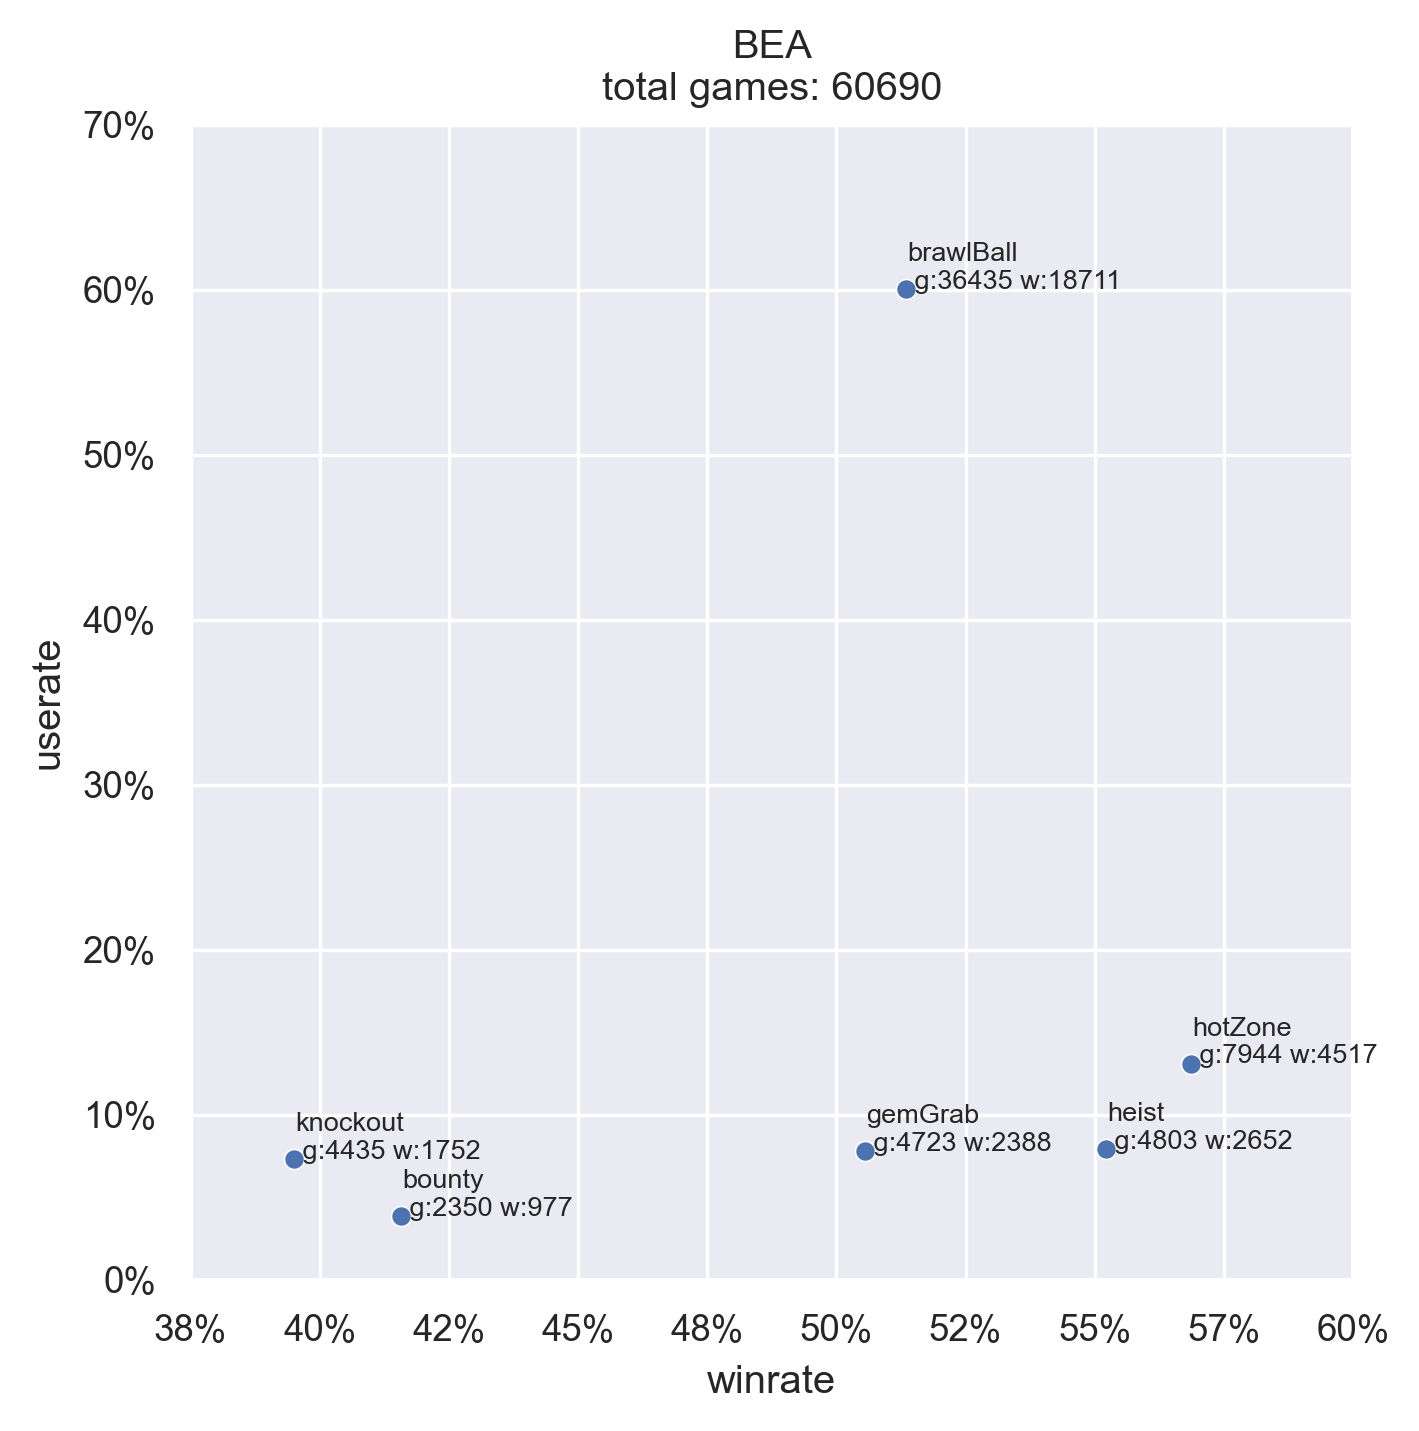 BEA
total games: 60690
70%
60%
50%
40%
30%
20%
10%
0%
userate
brawlBall
g:36435 w:18711
hotZone
g:7944 w:4517
gemGrab
g:4723 w:2388
heist
g:4803 w:2652
knockout
g:4435 w:1752
bounty
g:2350 w:977
38% 40% 42% 45% 48% 50% 52% 55% 57% 60%
winrate